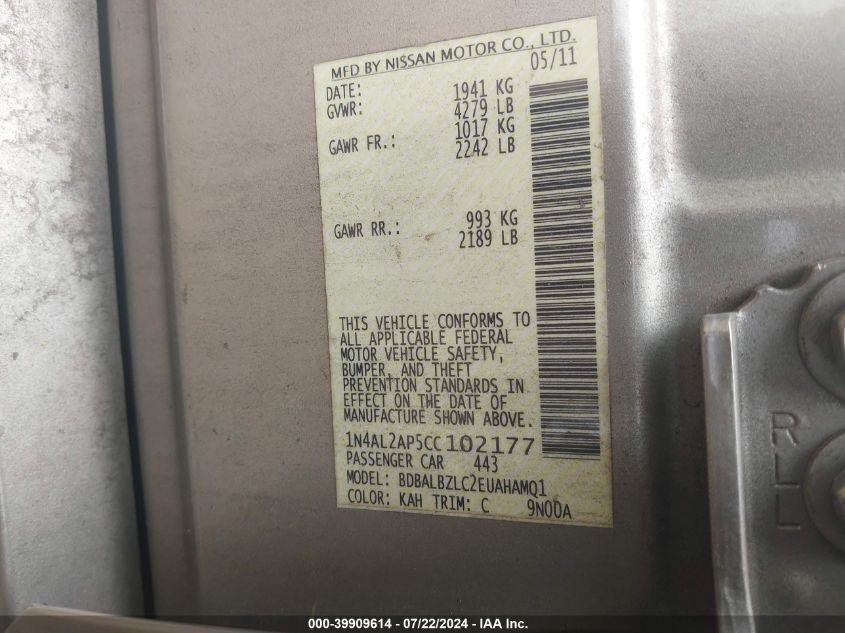 MFD BY NISSAN MOTOR CO., LTD.
DATE: 05/11
GVWR: 1941 KG
4279 LB
GAWR FR.: 1017 KG
2242 LB
GAWR RR.: 993 KG
2189 LB
THIS VEHICLE CONFORMS TO
ALL APPLICABLE FEDERAL
MOTOR VEHICLE SAFETY,
BUMPER, AND THEFT
PREVENTION STANDARDS IN
EFFECT ON THE DATE OF
MANUFACTURE SHOWN ABOVE.
1N4AL2AP5CC102177
PASSENGER CAR 443
MODEL: BDBALBZLC2EUAHAMQ1
COLOR: KAH TRIM: C 9N00A
RLL
000-39909614 - 07/22/2024 - IAA Inc.